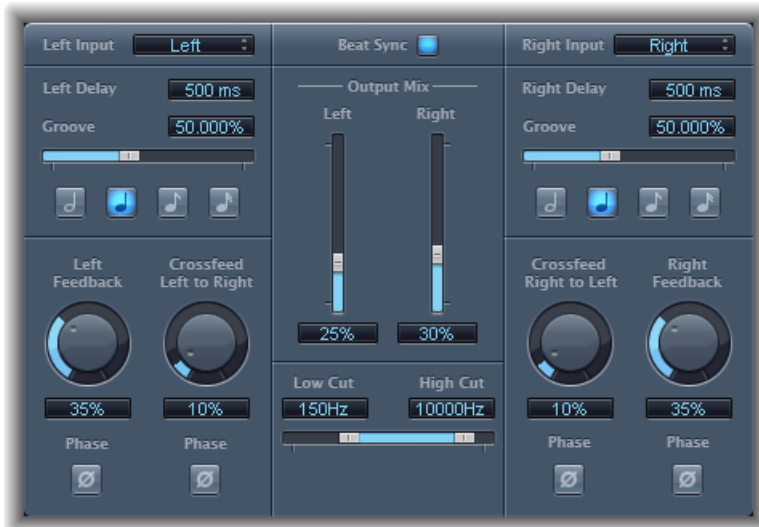 Left Input Left
Left Delay 500 ms
Groove 50.000%
Left Feedback 35%
Crossfeed Left to Right 10%
Phase Ø
Phase Ø
Beat Sync
Output Mix
Left 25%
Right 30%
Low Cut 150Hz
High Cut 10000Hz
Right Input Right
Right Delay 500 ms
Groove 50.000%
Crossfeed Right to Left 10%
Right Feedback 35%
Phase Ø
Phase Ø